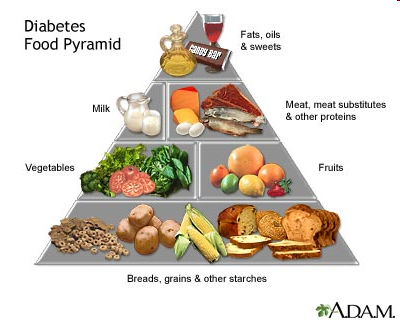 Diabetes
Food Pyramid
Fats, oils
& sweets
CANDY BAR
Milk
Meat, meat substitutes
& other proteins
Vegetables
Fruits
Breads, grains & other starches
ADAM.